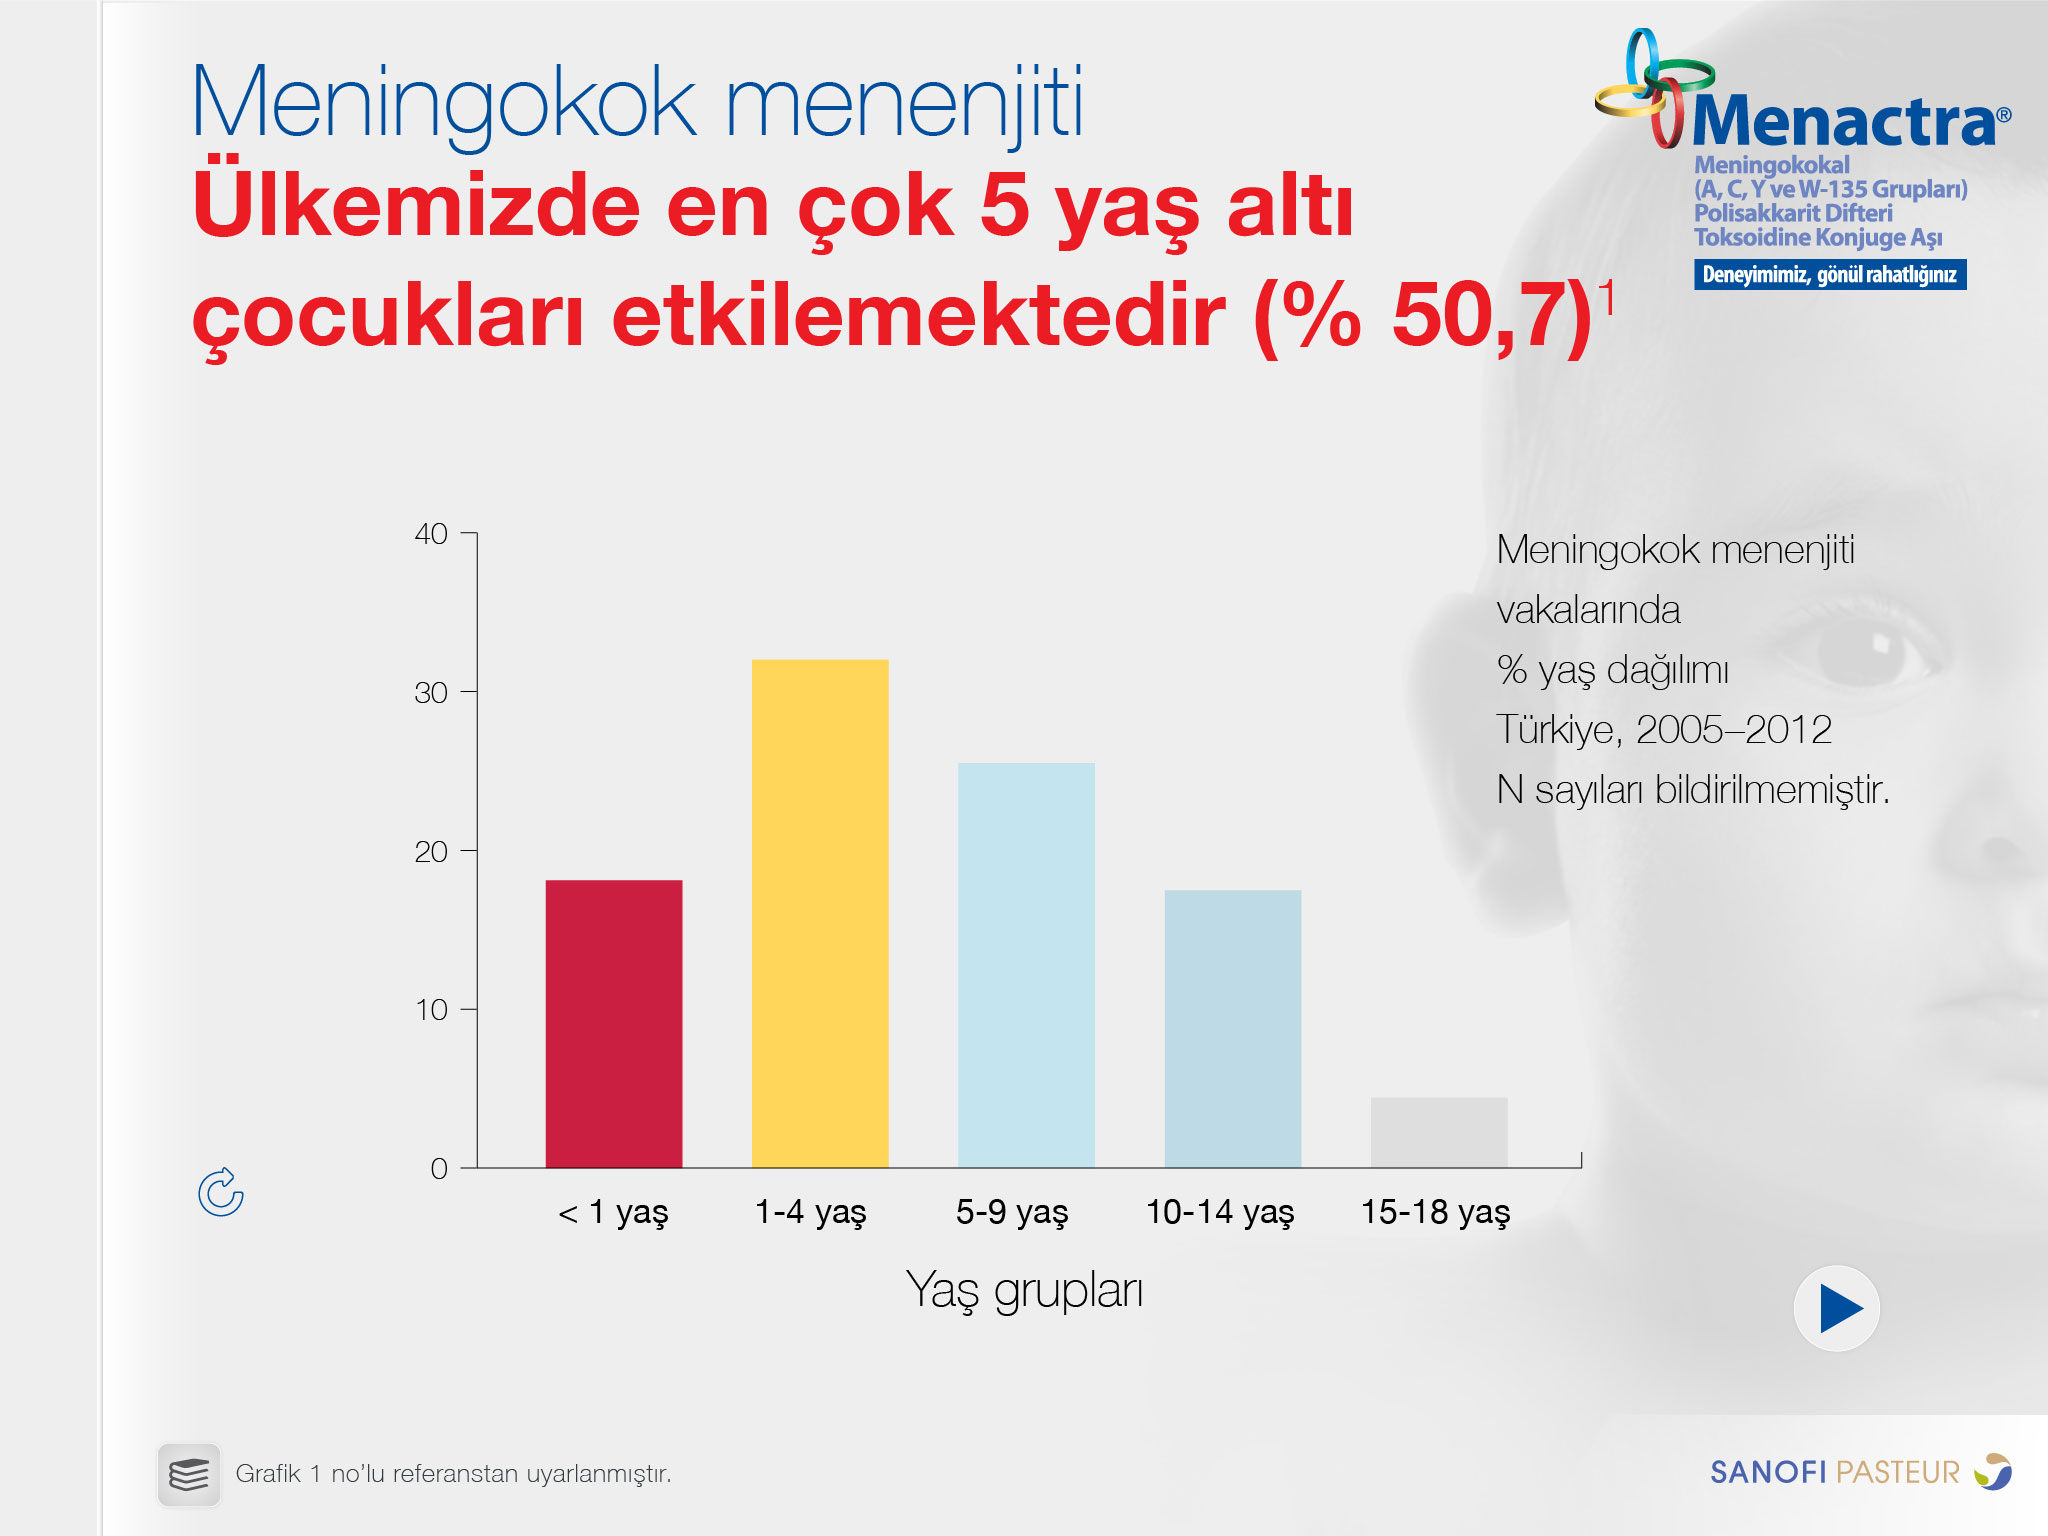 Meningokok menenjiti
Ülkemizde en çok 5 yaş altı
çocukları etkilemektedir (% 50,7)1
Menactra®
Meningokokal
(A, C, Y ve W-135 Grupları)
Polisakkarit Difteri
Toksoidine Konjuge Aşı
Deneyimimiz, gönül rahatlığınız
40
30
20
10
0
< 1 yaş 1-4 yaş 5-9 yaş 10-14 yaş 15-18 yaş
Yaş grupları
Meningokok menenjiti
vakalarında
% yaş dağılımı
Türkiye, 2005–2012
N sayıları bildirilmemiştir.
Grafik 1 no’lu referanstan uyarlanmıştır.
SANOFI PASTEUR